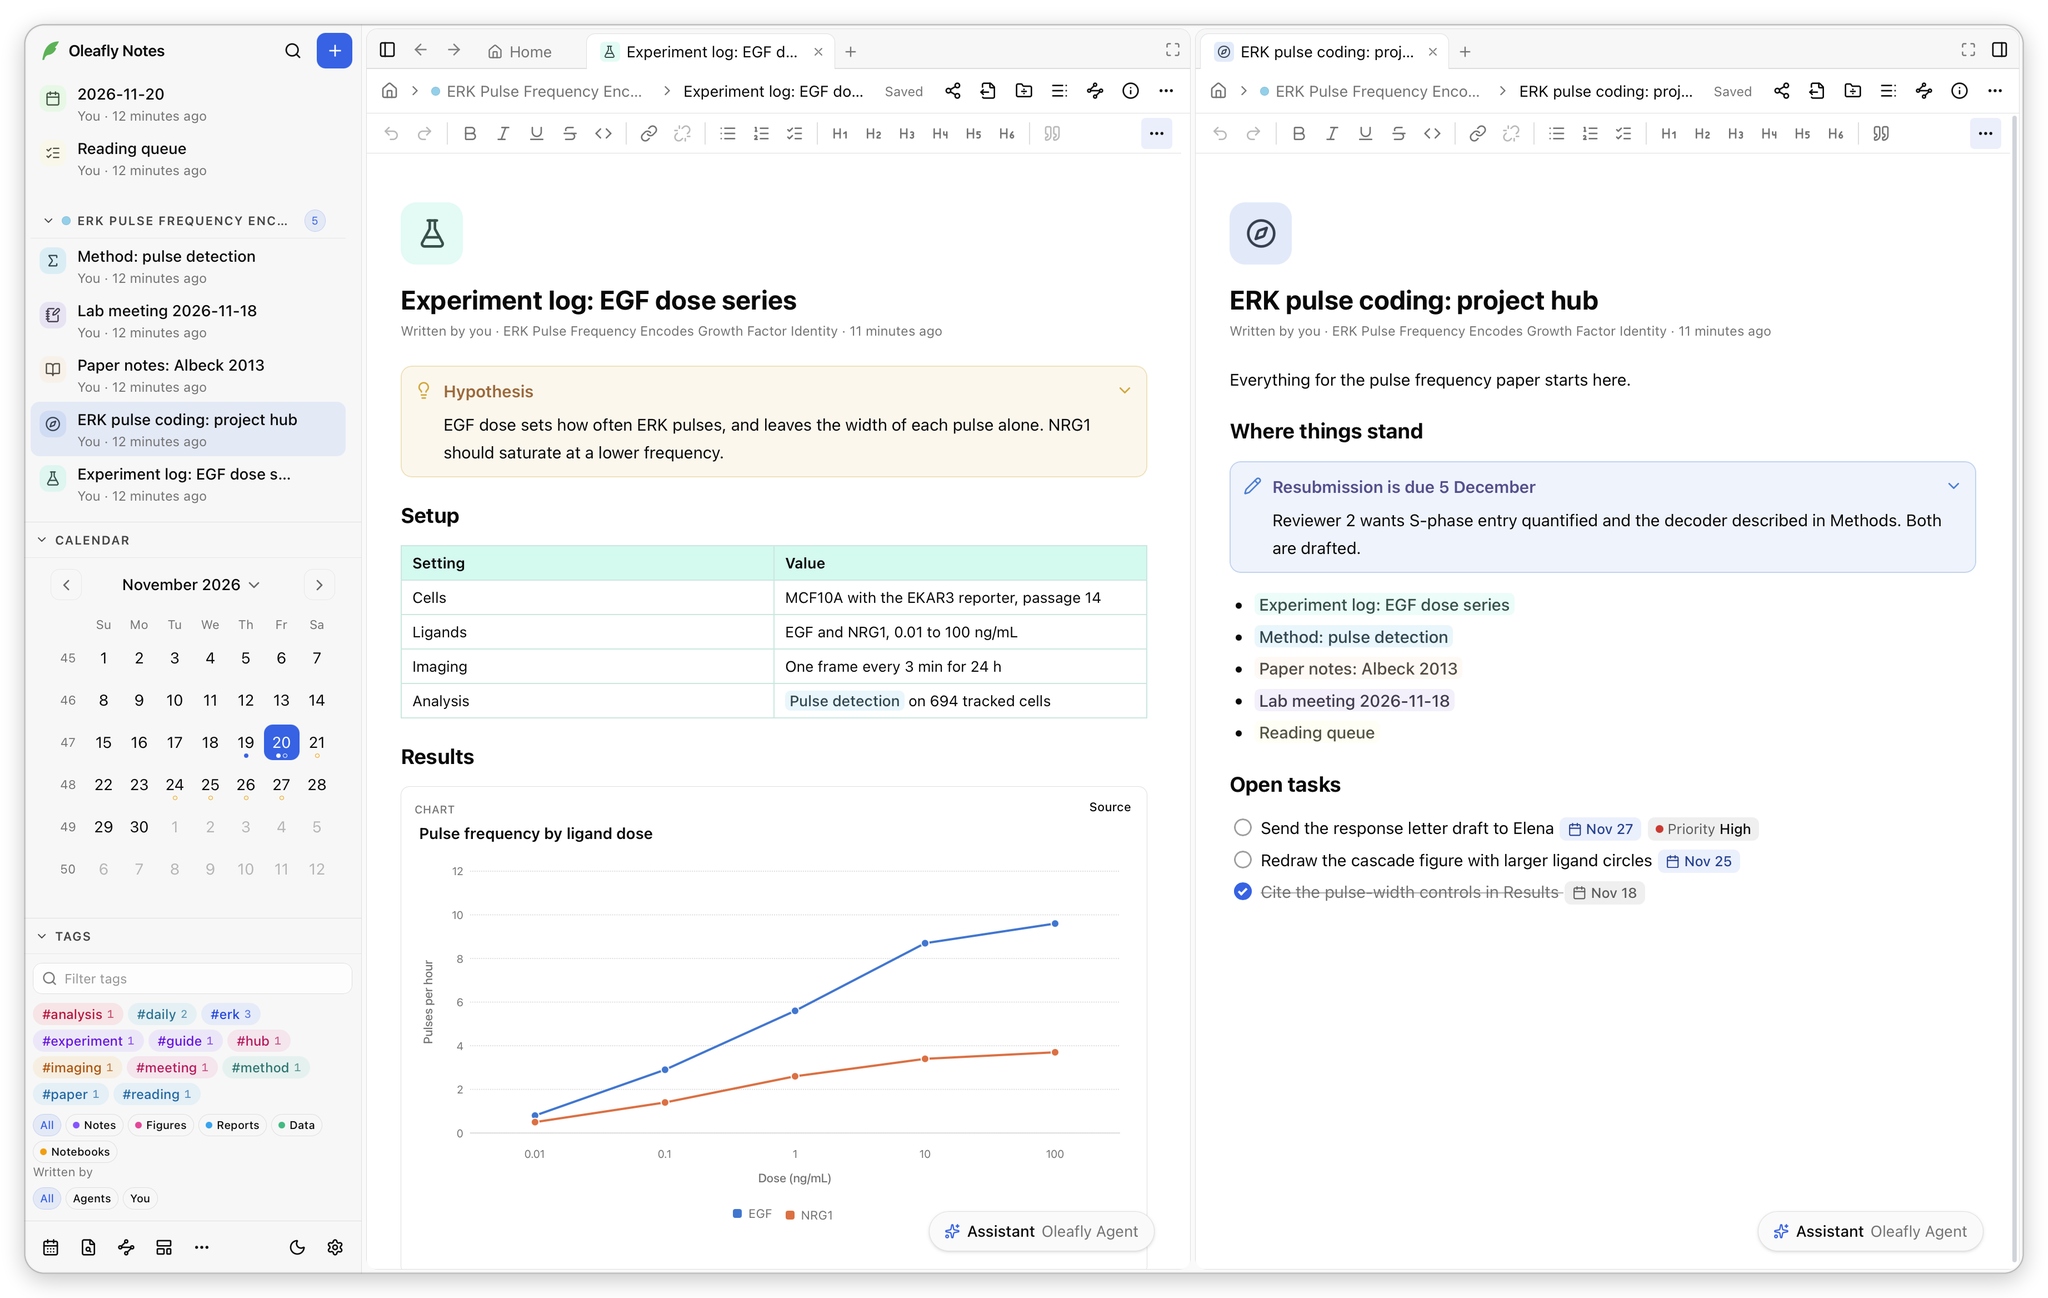 Oleafly Notes
2026-11-20
You · 12 minutes ago
Reading queue
You · 12 minutes ago
ERK PULSE FREQUENCY ENC... 5
Method: pulse detection
You · 12 minutes ago
Lab meeting 2026-11-18
You · 12 minutes ago
Paper notes: Albeck 2013
You · 12 minutes ago
ERK pulse coding: project hub
You · 12 minutes ago
Experiment log: EGF dose s...
You · 12 minutes ago
CALENDAR
November 2026
Su Mo Tu We Th Fr Sa
45 1 2 3 4 5 6 7
46 8 9 10 11 12 13 14
47 15 16 17 18 19 20 21
48 22 23 24 25 26 27 28
49 29 30 1 2 3 4 5
50 6 7 8 9 10 11 12
TAGS
Filter tags
#analysis 1 #daily 2 #erk 3
#experiment 1 #guide 1 #hub 1
#imaging 1 #meeting 1 #method 1
#paper 1 #reading 1
All Notes Figures Reports Data
Notebooks
Written by
All Agents You
Home Experiment log: EGF d...
ERK Pulse Frequency Enc... Experiment log: EGF do... Saved
B I U S H1 H2 H3 H4 H5 H6
Experiment log: EGF dose series
Written by you · ERK Pulse Frequency Encodes Growth Factor Identity · 11 minutes ago
Hypothesis
EGF dose sets how often ERK pulses, and leaves the width of each pulse alone. NRG1
should saturate at a lower frequency.
Setup
Setting Value
Cells MCF10A with the EKAR3 reporter, passage 14
Ligands EGF and NRG1, 0.01 to 100 ng/mL
Imaging One frame every 3 min for 24 h
Analysis Pulse detection on 694 tracked cells
Results
CHART Source
Pulse frequency by ligand dose
12
10
8
6
4
2
0
Pulses per hour
0.01 0.1 1 10 100
Dose (ng/mL)
EGF NRG1
Assistant Oleafly Agent
ERK pulse coding: proj...
ERK Pulse Frequency Enco... ERK pulse coding: proj... Saved
B I U S H1 H2 H3 H4 H5 H6
ERK pulse coding: project hub
Written by you · ERK Pulse Frequency Encodes Growth Factor Identity · 11 minutes ago
Everything for the pulse frequency paper starts here.
Where things stand
Resubmission is due 5 December
Reviewer 2 wants S-phase entry quantified and the decoder described in Methods. Both
are drafted.
Experiment log: EGF dose series
Method: pulse detection
Paper notes: Albeck 2013
Lab meeting 2026-11-18
Reading queue
Open tasks
Send the response letter draft to Elena Nov 27 Priority High
Redraw the cascade figure with larger ligand circles Nov 25
Cite the pulse-width controls in Results Nov 18
Assistant Oleafly Agent